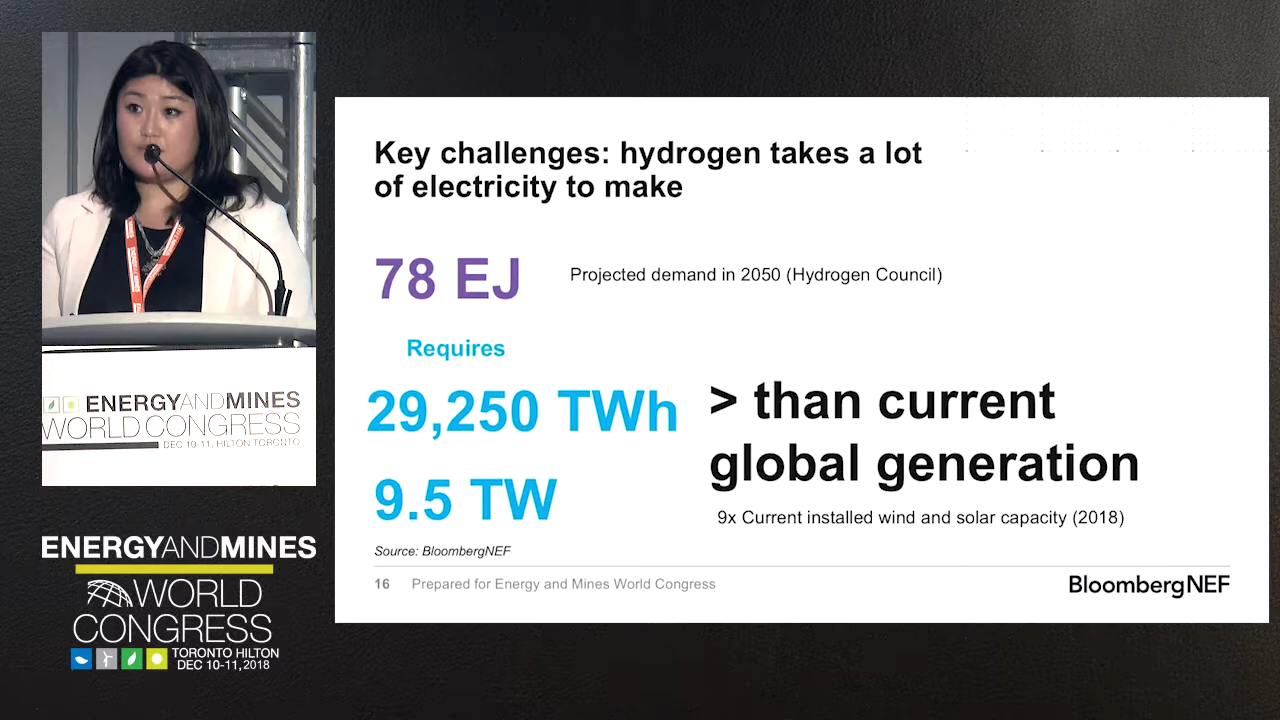 Key challenges: hydrogen takes a lot
of electricity to make
78 EJ
Projected demand in 2050 (Hydrogen Council)
Requires
29,250 TWh
> than current
global generation
9.5 TW
9x Current installed wind and solar capacity (2018)
Source: BloombergNEF
16 Prepared for Energy and Mines World Congress
BloombergNEF
ENERGYANDMINES
WORLD CONGRESS
DEC 10-11, HILTON TORONTO
ENERGYANDMINES
WORLD
CONGRESS
TORONTO HILTON
DEC 10-11, 2018